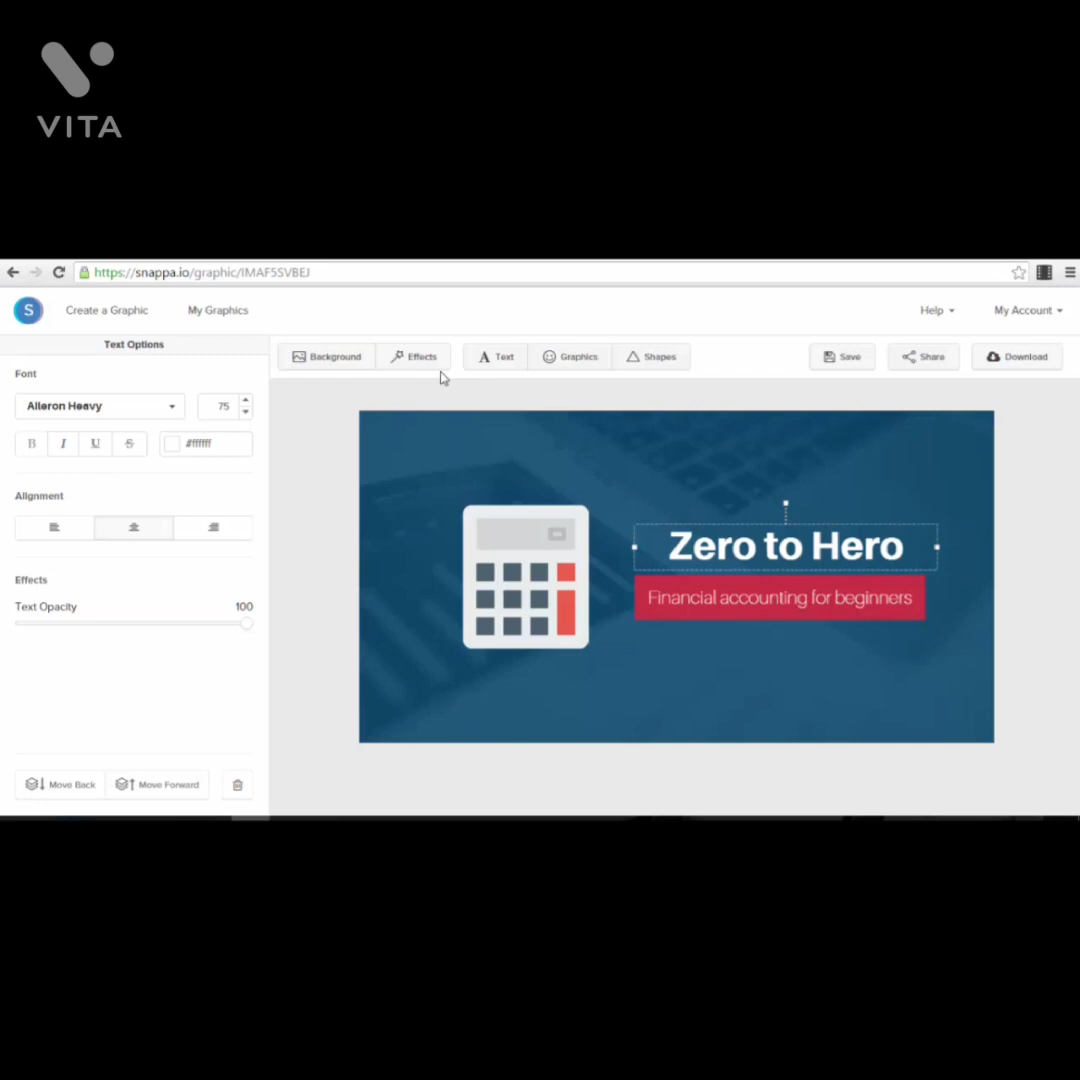 VITA
https://snappa.io/graphic/IMAF5SVBEJ
S
Create a Graphic
My Graphics
Help
My Account
Text Options
Background
Effects
A Text
Graphics
Shapes
Save
Share
Download
Font
Aileron Heavy
75
B
I
U
S
#ffffff
Alignment
Effects
Text Opacity
100
Zero to Hero
Financial accounting for beginners
Move Back
Move Forward